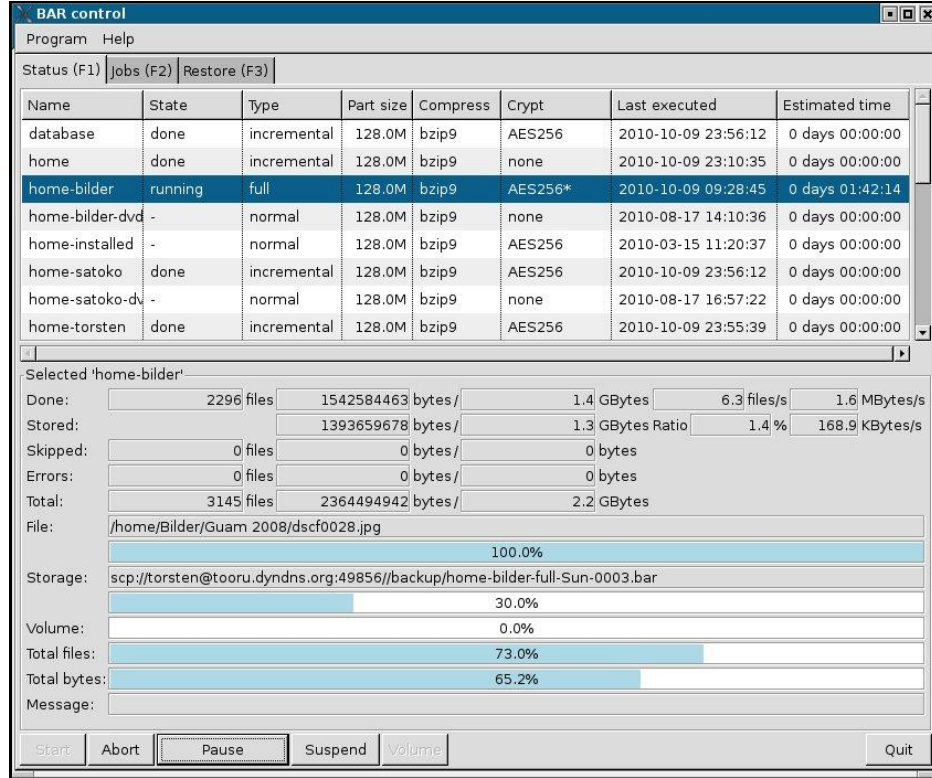 BAR control
Program Help
Status (F1) Jobs (F2) Restore (F3)
Name State Type Part size Compress Crypt Last executed Estimated time
database done incremental 128.0M bzip9 AES256 2010-10-09 23:56:12 0 days 00:00:00
home done incremental 128.0M bzip9 none 2010-10-09 23:10:35 0 days 00:00:00
home-bilder running full 128.0M bzip9 AES256* 2010-10-09 09:28:45 0 days 01:42:14
home-bilder-dvd - normal 128.0M bzip9 none 2010-08-17 14:10:36 0 days 00:00:00
home-installed - normal 128.0M bzip9 AES256 2010-03-15 11:20:37 0 days 00:00:00
home-satoko done incremental 128.0M bzip9 AES256 2010-10-09 23:56:12 0 days 00:00:00
home-satoko-dv - normal 128.0M bzip9 none 2010-08-17 16:57:22 0 days 00:00:00
home-torsten done incremental 128.0M bzip9 AES256 2010-10-09 23:55:39 0 days 00:00:00
Selected 'home-bilder'
Done: 2296 files 1542584463 bytes/ 1.4 GBytes 6.3 files/s 1.6 MBytes/s
Stored: 1393659678 bytes/ 1.3 GBytes Ratio 1.4 % 168.9 KBytes/s
Skipped: 0 files 0 bytes/ 0 bytes
Errors: 0 files 0 bytes/ 0 bytes
Total: 3145 files 2364494942 bytes/ 2.2 GBytes
File: /home/Bilder/Guam 2008/dscf0028.jpg
100.0%
Storage: scp://torsten@tooru.dyndns.org:49856//backup/home-bilder-full-Sun-0003.bar
30.0%
Volume: 0.0%
Total files: 73.0%
Total bytes: 65.2%
Message:
Start Abort Pause Suspend Volume Quit